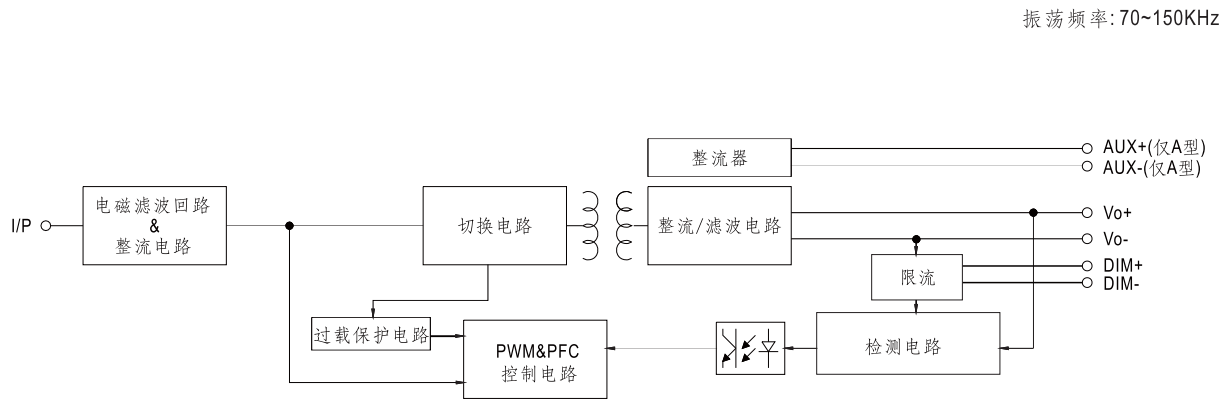 振荡频率: 70~150KHz
整流器
AUX+(仅A型)
AUX-(仅A型)
I/P
电磁滤波回路
&
整流电路
切换电路
整流/滤波电路
Vo+
Vo-
限流
DIM+
DIM-
过载保护电路
PWM&PFC
控制电路
检测电路